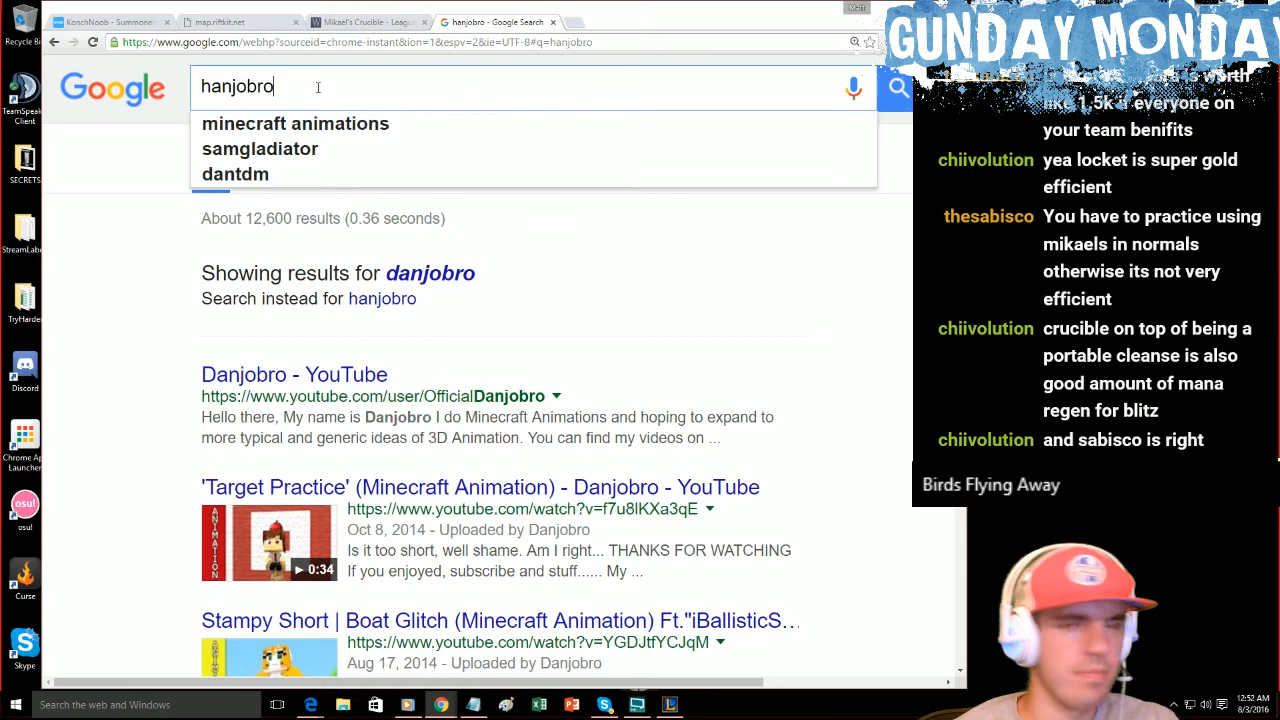 KonchNoob - Summoner
map.riftkit.net
Mikael's Crucible - Leagu
hanjobro - Google Search
Matt
https://www.google.com/webhp?sourceid=chrome-instant&ion=1&espv=2&ie=UTF-8#q=hanjobro
Google
hanjobro
minecraft animations
samgladiator
dantdm
About 12,600 results (0.36 seconds)
Showing results for danjobro
Search instead for hanjobro
Danjobro - YouTube
https://www.youtube.com/user/OfficialDanjobro
Hello there, My name is Danjobro I do Minecraft Animations and hoping to expand to
more typical and generic ideas of 3D Animation. You can find my videos on ...
'Target Practice' (Minecraft Animation) - Danjobro - YouTube
https://www.youtube.com/watch?v=f7u8lKXa3qE
ANIMATION
0:34
Oct 8, 2014 - Uploaded by Danjobro
Is it too short, well shame. Am I right... THANKS FOR WATCHING
If you enjoyed, subscribe and stuff...... My ...
Stampy Short | Boat Glitch (Minecraft Animation) Ft."iBallisticS...
https://www.youtube.com/watch?v=YGDJtfYCJqM
Aug 17, 2014 - Uploaded by Danjobro
Recycle Bi
TeamSpeak
Client
SECRETS
StreamLabe
TryHarde
Discord
Chrome Ap
Launcher
osu!
osu!
Curse
Skype
GUNDAY MONDA
worth
like 1.5k if everyone on
your team benifits
chiivolution yea locket is super gold
efficient
thesabisco You have to practice using
mikaels in normals
otherwise its not very
efficient
chiivolution crucible on top of being a
portable cleanse is also
good amount of mana
regen for blitz
chiivolution and sabisco is right
Birds Flying Away
Search the web and Windows
12:52 AM
8/3/2016